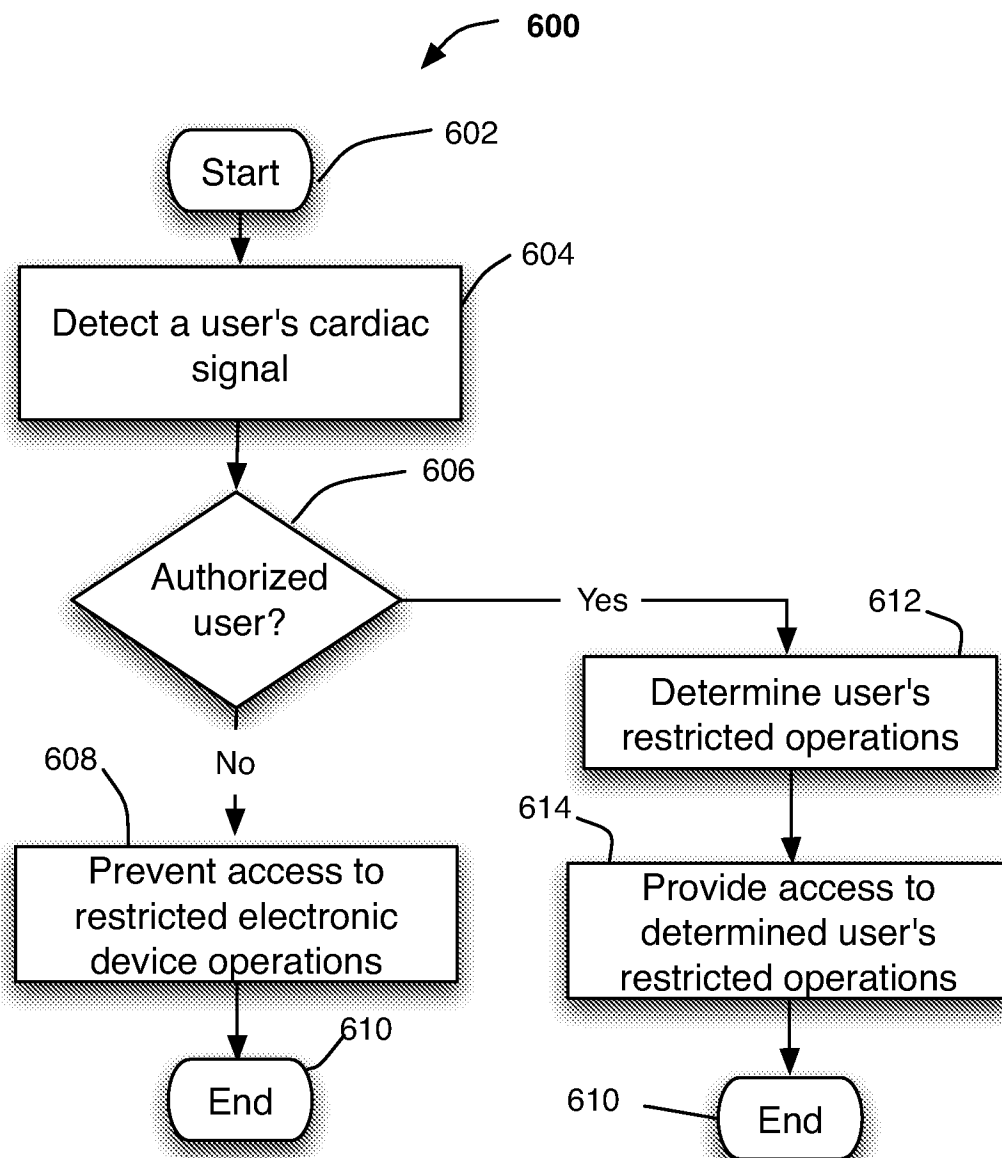 600
602
Start
604
Detect a user's cardiac
signal
606
Authorized
user?
Yes
612
Determine user's
restricted operations
No
608
Prevent access to
restricted electronic
device operations
614
Provide access to
determined user's
restricted operations
610
End
610
End